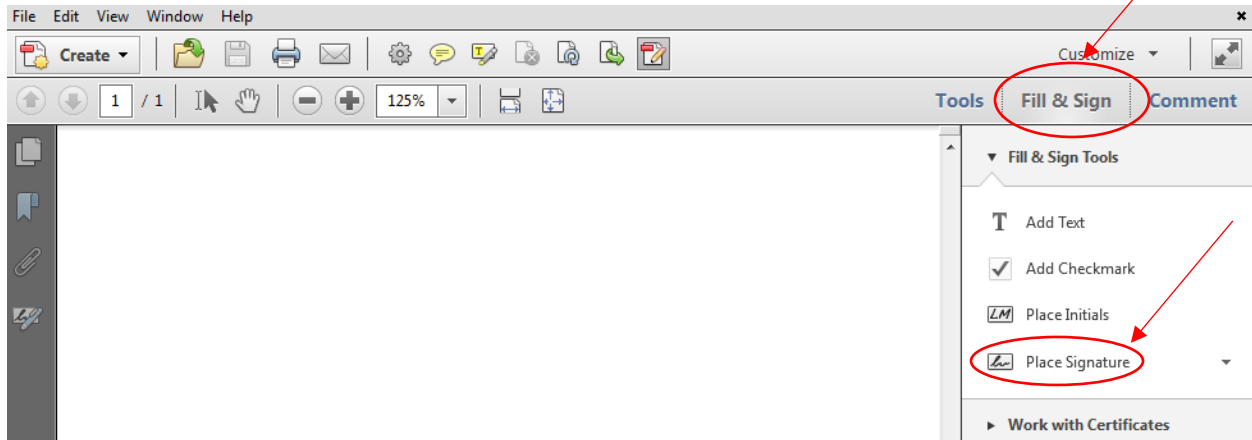 File Edit View Window Help
Create Customize
1 / 1 125% Tools Fill & Sign Comment
Fill & Sign Tools
T Add Text
Add Checkmark
LM Place Initials
Place Signature
Work with Certificates